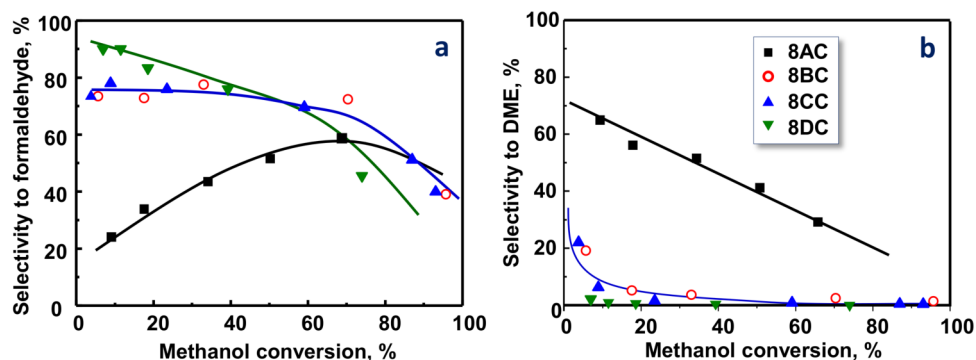 a
Selectivity to formaldehyde, %
100
80
60
40
20
0
0 20 40 60 80 100
Methanol conversion, %
b
8AC
8BC
8CC
8DC
Selectivity to DME, %
100
80
60
40
20
0 20 40 60 80 100
Methanol conversion, %